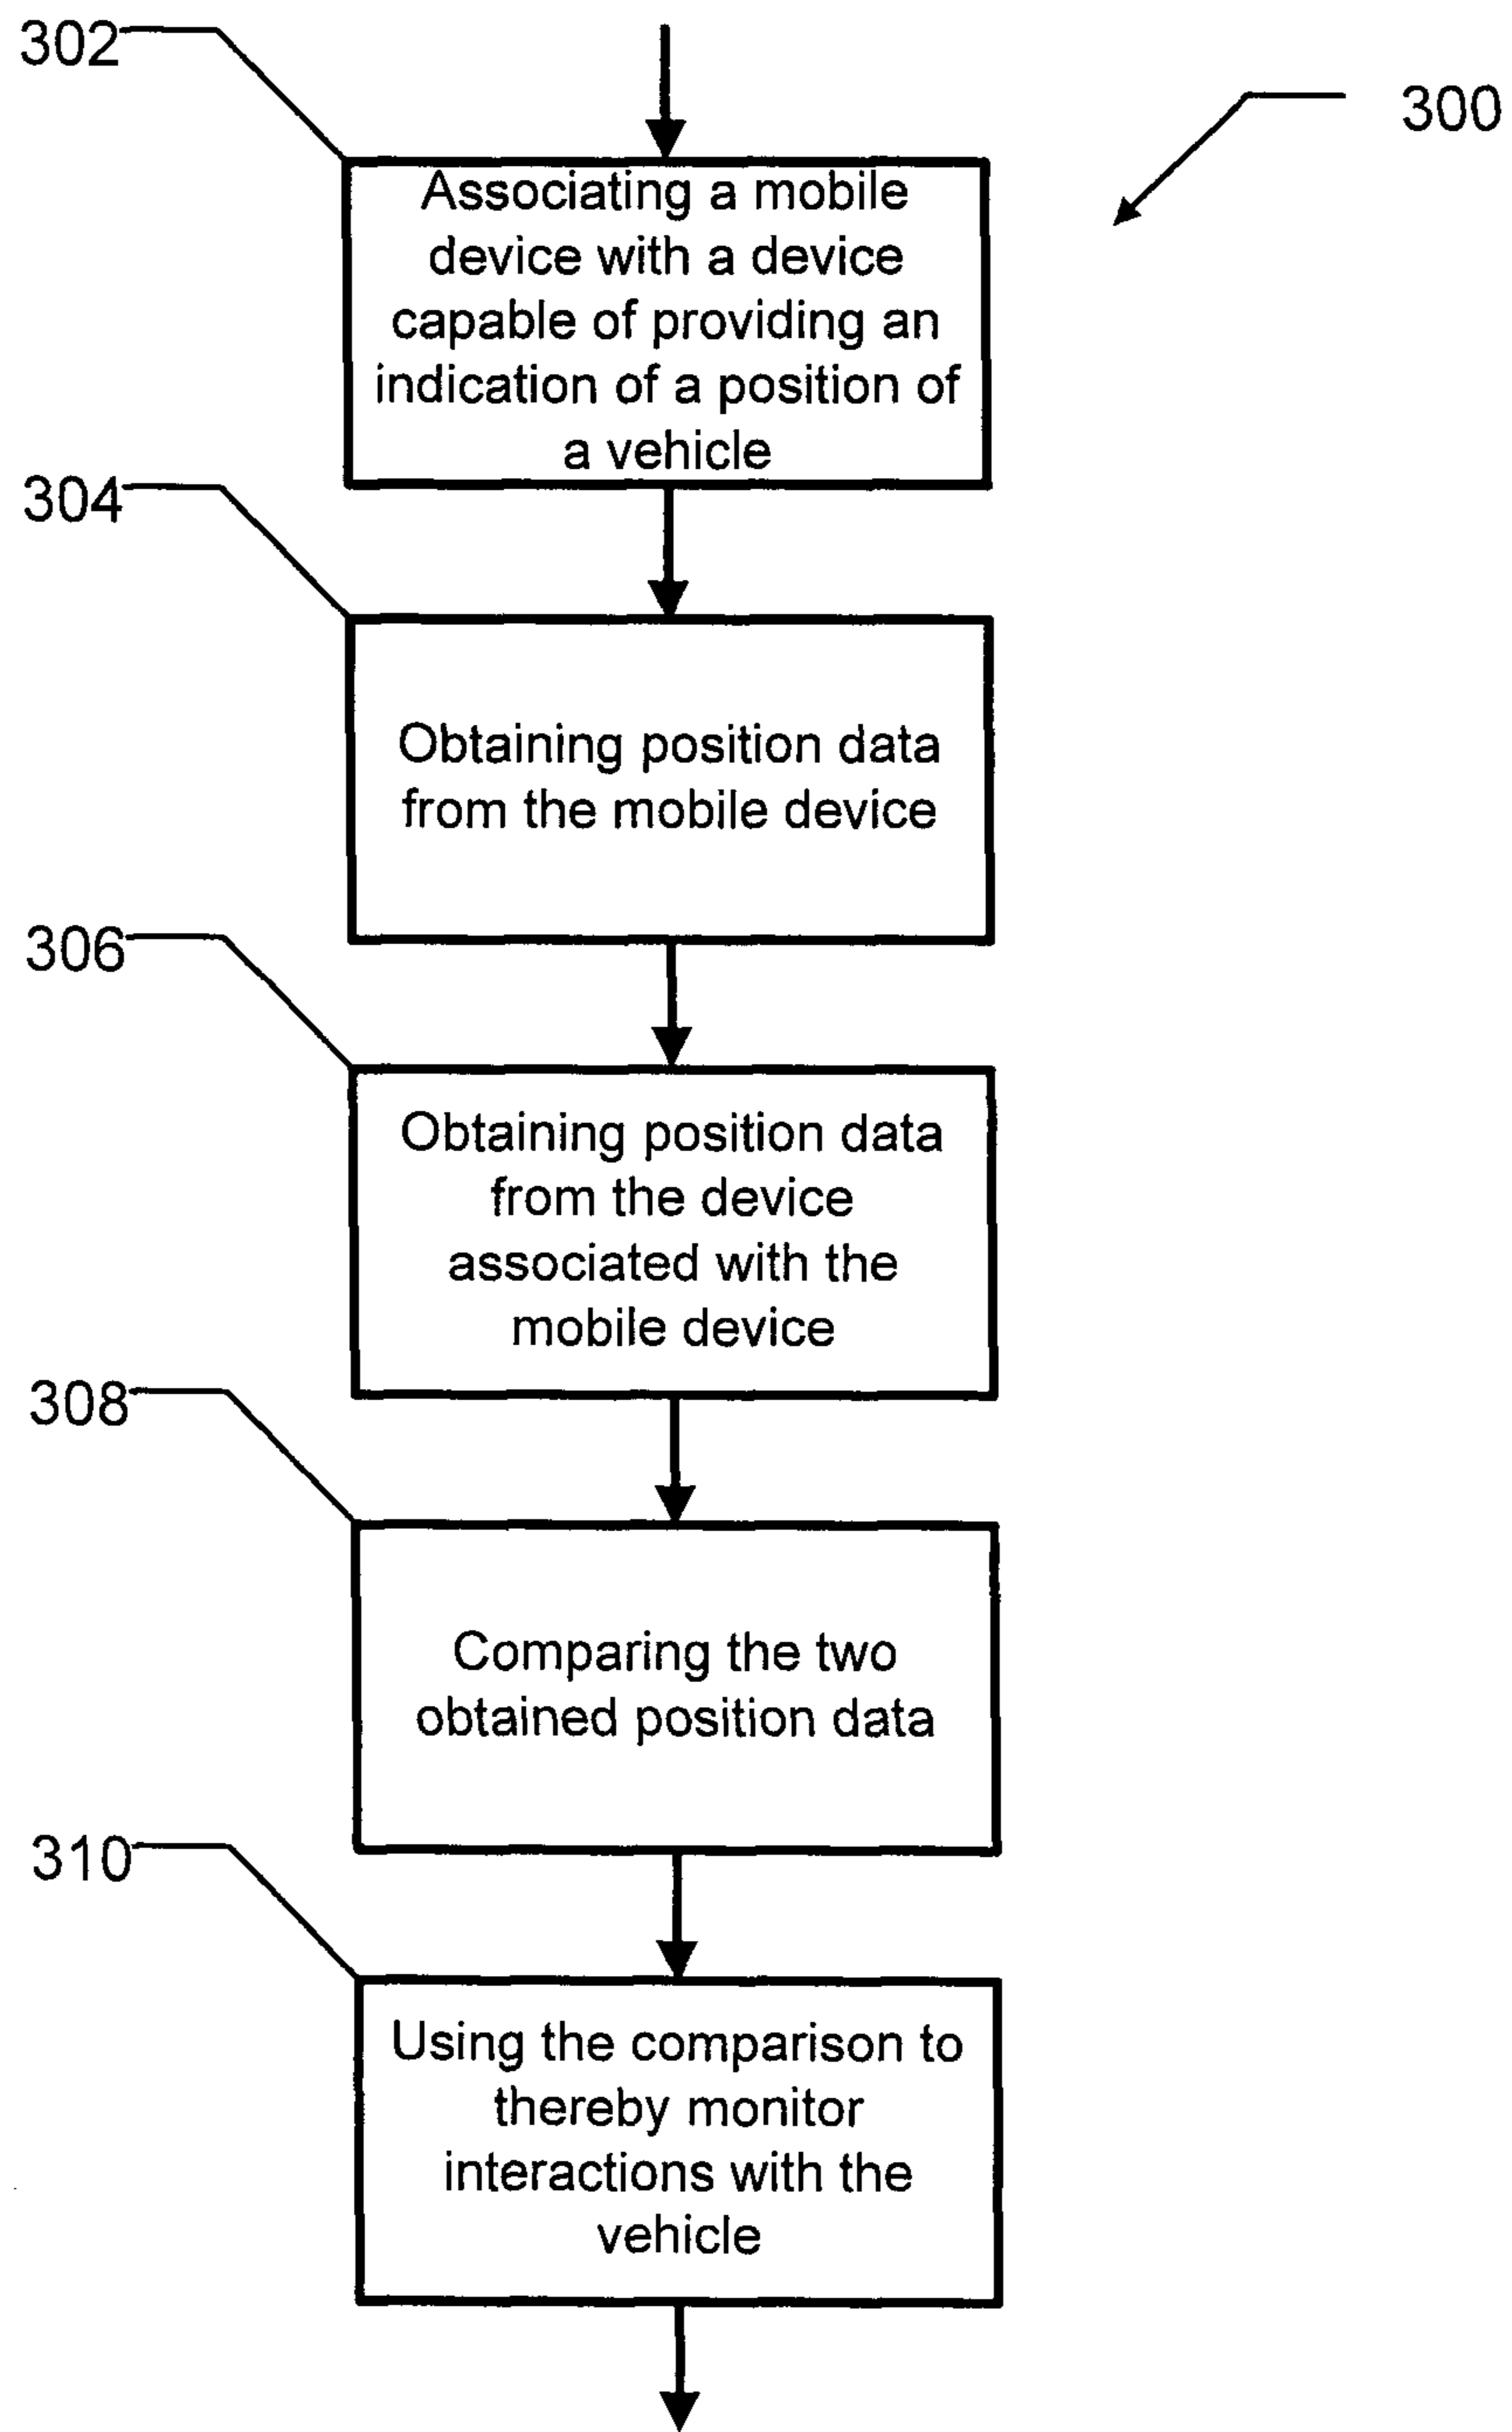 302
300
Associating a mobile
device with a device
capable of providing an
indication of a position of
a vehicle
304
Obtaining position data
from the mobile device
306
Obtaining position data
from the device
associated with the
mobile device
308
Comparing the two
obtained position data
310
Using the comparison to
thereby monitor
interactions with the
vehicle